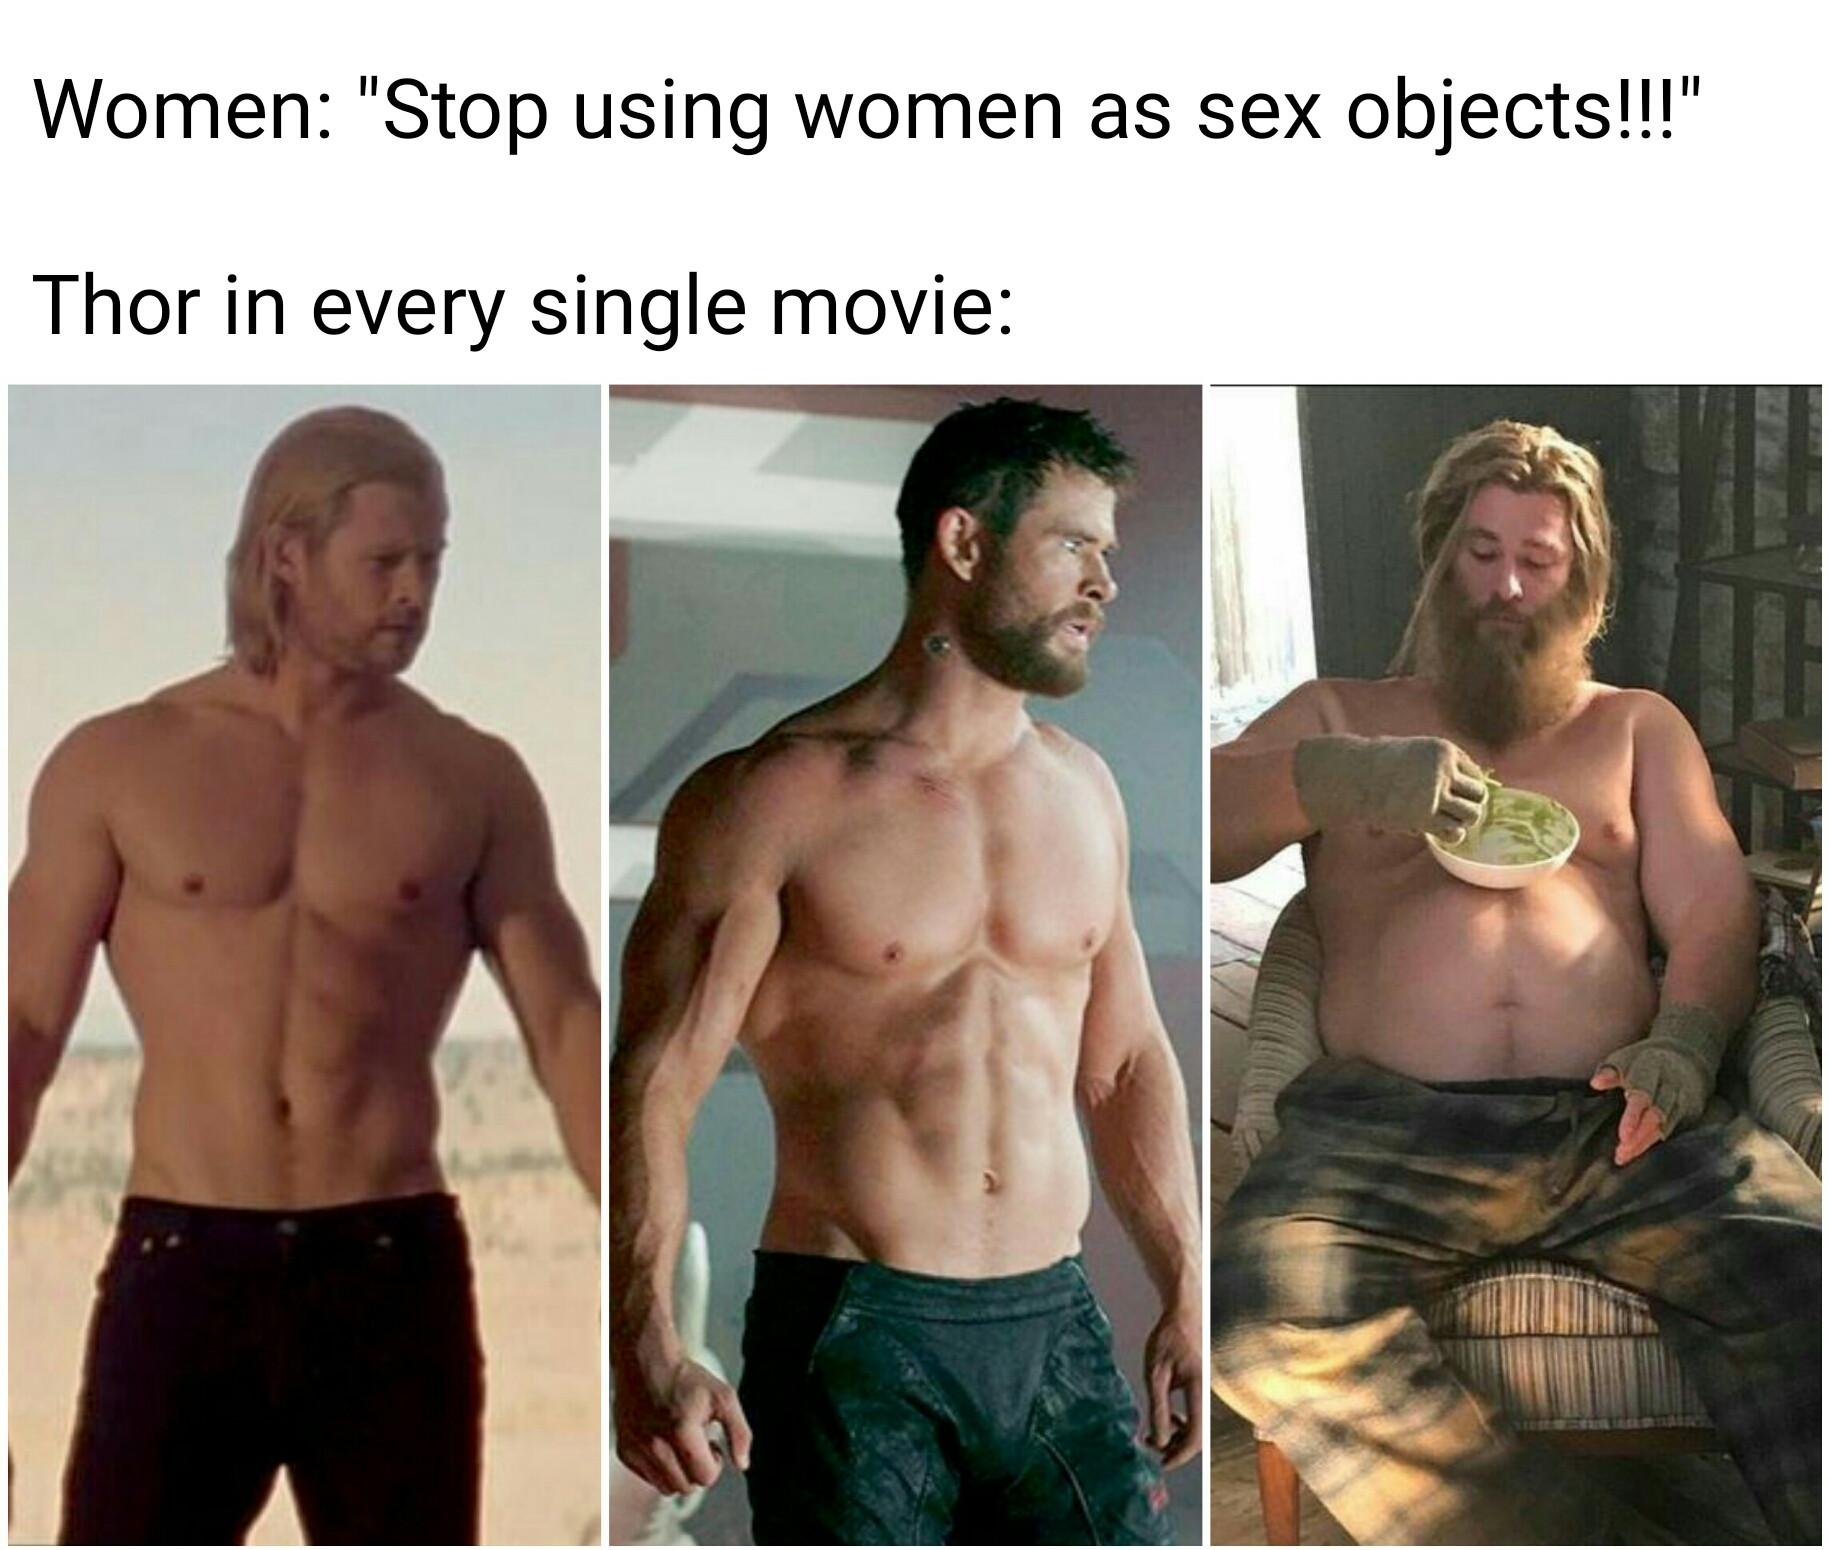 Women: "Stop using women as sex objects!!!"
Thor in every single movie: